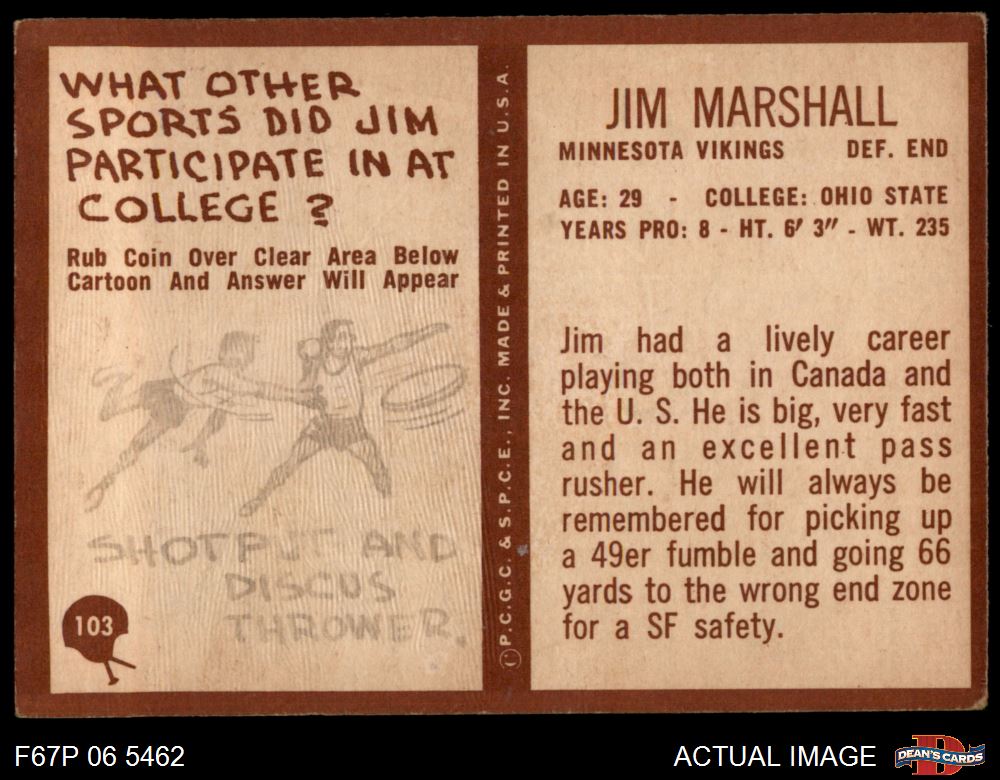 WHAT OTHER
SPORTS DID JIM
PARTICIPATE IN AT
COLLEGE ?
Rub Coin Over Clear Area Below
Cartoon And Answer Will Appear
SHOTPUT AND
DISCUS
THROWER.
103
© P.C.G.C. & S.P.C.E., INC. MADE & PRINTED IN U.S.A.
JIM MARSHALL
MINNESOTA VIKINGS DEF. END
AGE: 29 - COLLEGE: OHIO STATE
YEARS PRO: 8 - HT. 6' 3" - WT. 235
Jim had a lively career
playing both in Canada and
the U. S. He is big, very fast
and an excellent pass
rusher. He will always be
remembered for picking up
a 49er fumble and going 66
yards to the wrong end zone
for a SF safety.
F67P 06 5462
ACTUAL IMAGE
D
DEAN'S CARDS